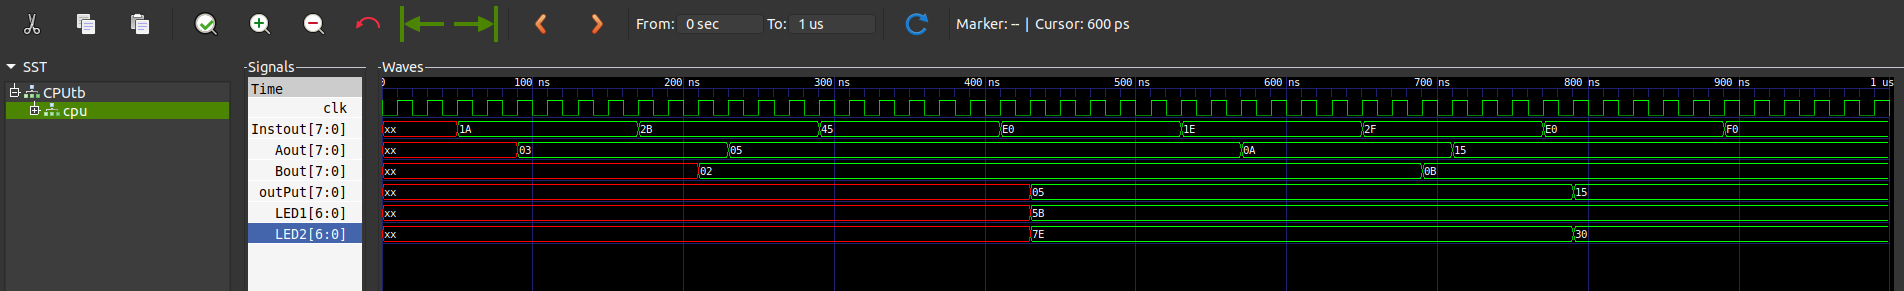 From: 0 sec To: 1 us Marker: -- | Cursor: 600 ps
SST
CPUtb
cpu
Signals
Time
clk
Instout[7:0]
Aout[7:0]
Bout[7:0]
outPut[7:0]
LED1[6:0]
LED2[6:0]
Waves
0 100 ns 200 ns 300 ns 400 ns 500 ns 600 ns 700 ns 800 ns 900 ns 1 us
xx 1A 2B 45 E0 1E 2F E0 F0
xx 03 05 0A 15
xx 02 0B
xx 05 15
xx 5B
xx 7E 30